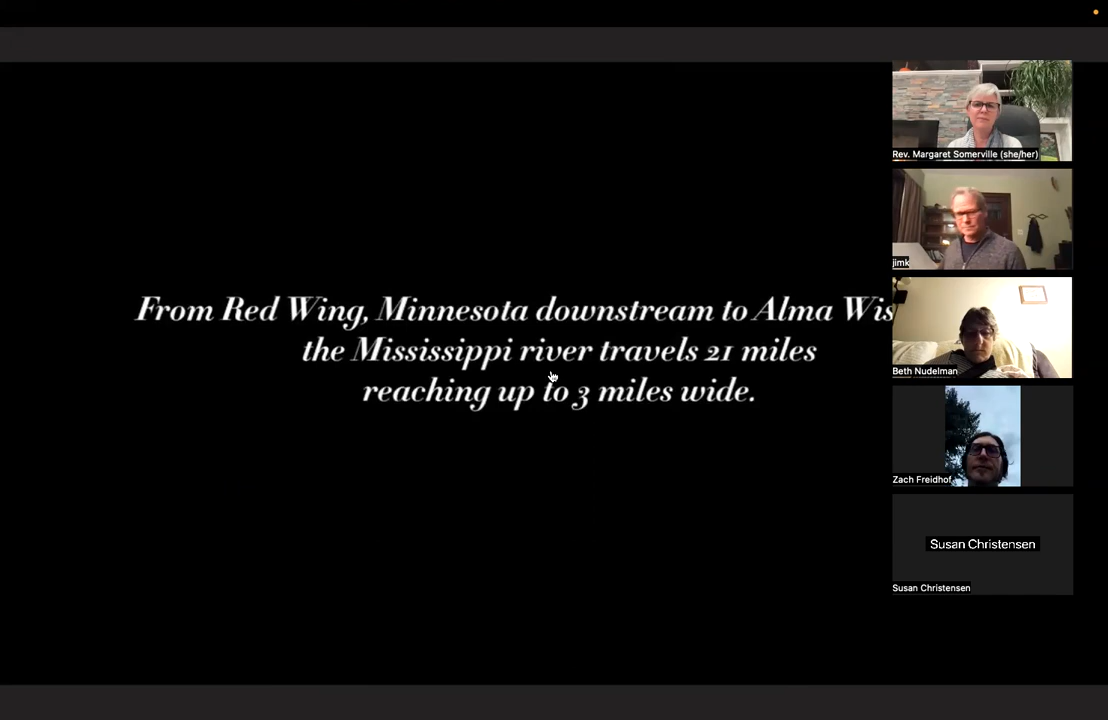 From Red Wing, Minnesota downstream to Alma Wis
the Mississippi river travels 21 miles
reaching up to 3 miles wide.
Rev. Margaret Somerville (she/her)
jimk
Beth Nudelman
Zach Freidhof
Susan Christensen
Susan Christensen